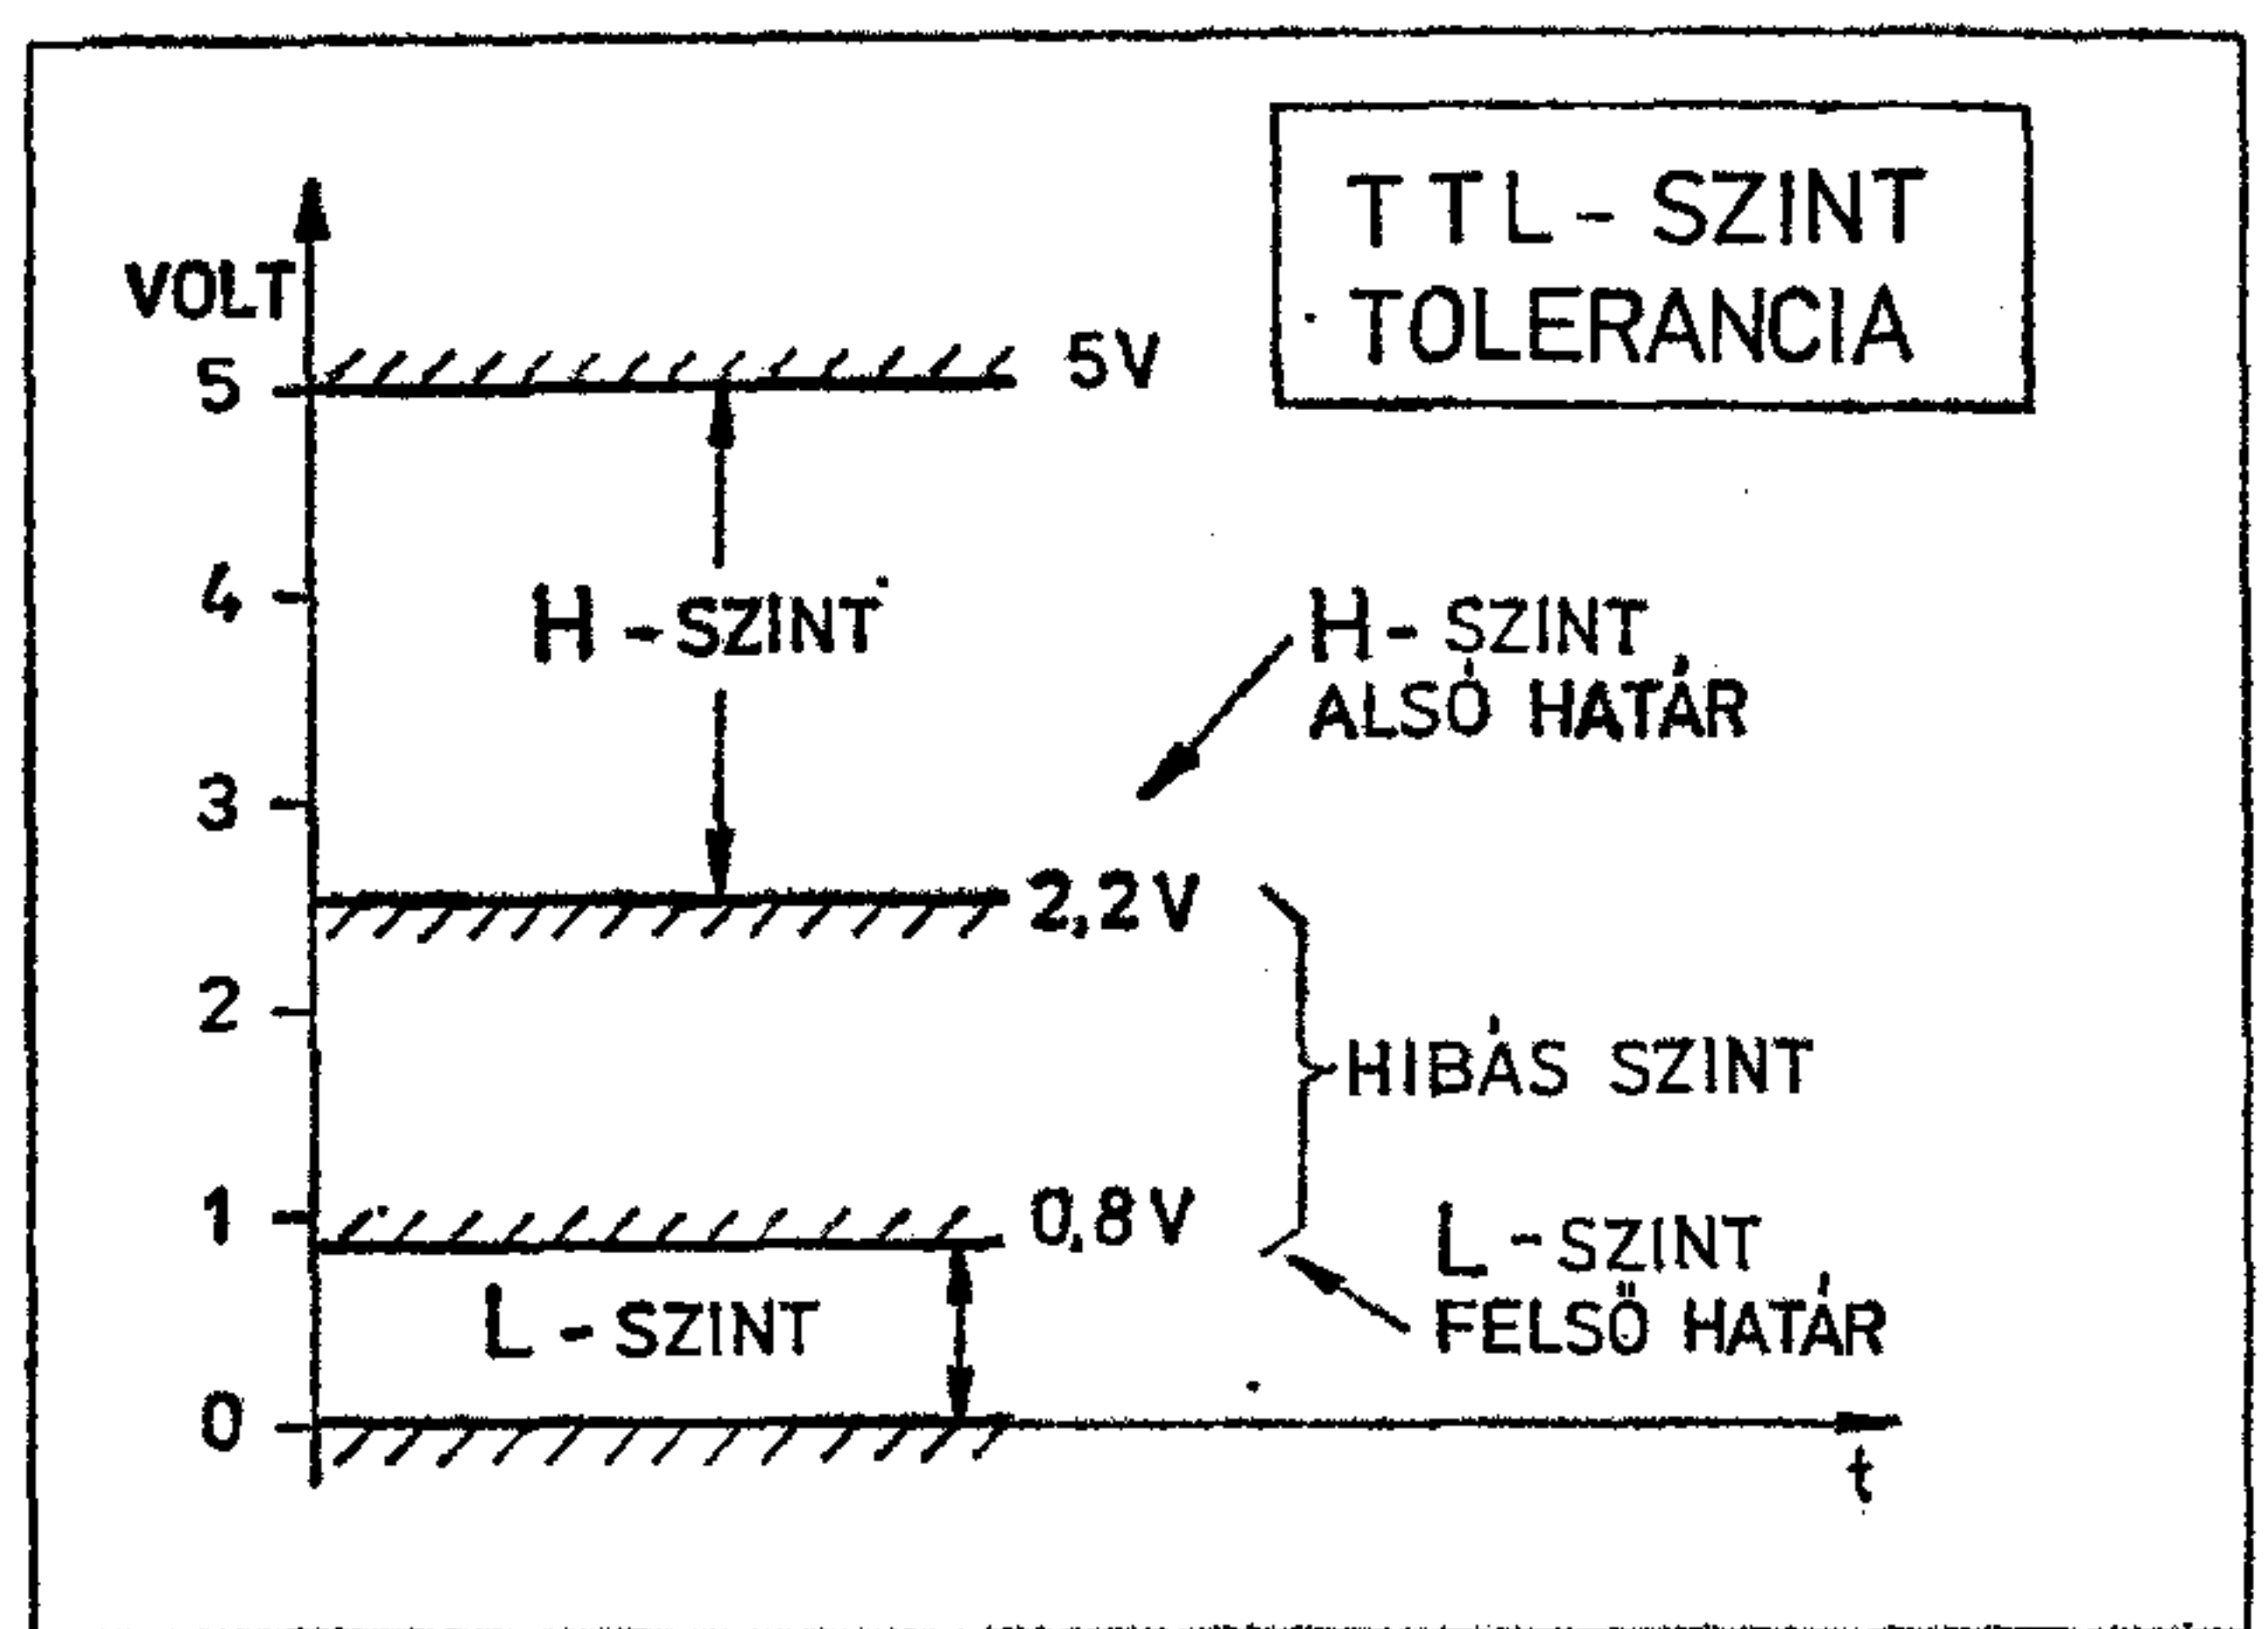 TTL-SZINT
TOLERANCIA
VOLT
5
5V
4
H-SZINT
H-SZINT
ALSÓ HATÁR
3
2,2V
2
HIBÁS SZINT
1
0,8V
L-SZINT
L-SZINT
FELSŐ HATÁR
0
t